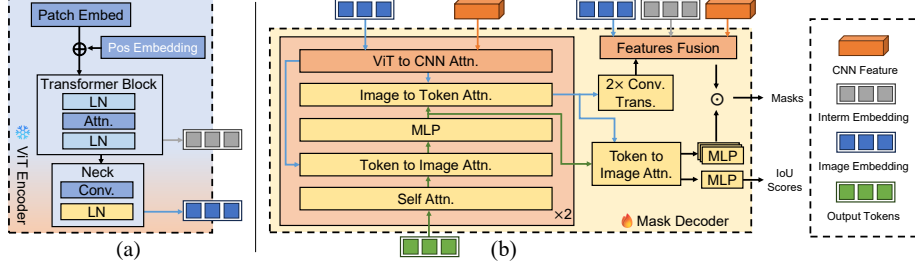 Patch Embed
Pos Embedding
Transformer Block
LN
Attn.
LN
Neck
Conv.
LN
ViT Encoder
(a)
ViT to CNN Attn.
Image to Token Attn.
MLP
Token to Image Attn.
Self Attn.
×2
Features Fusion
2× Conv.
Trans.
Token to
Image Attn.
MLP
MLP
Masks
IoU
Scores
Mask Decoder
(b)
CNN Feature
Interm Embedding
Image Embedding
Output Tokens